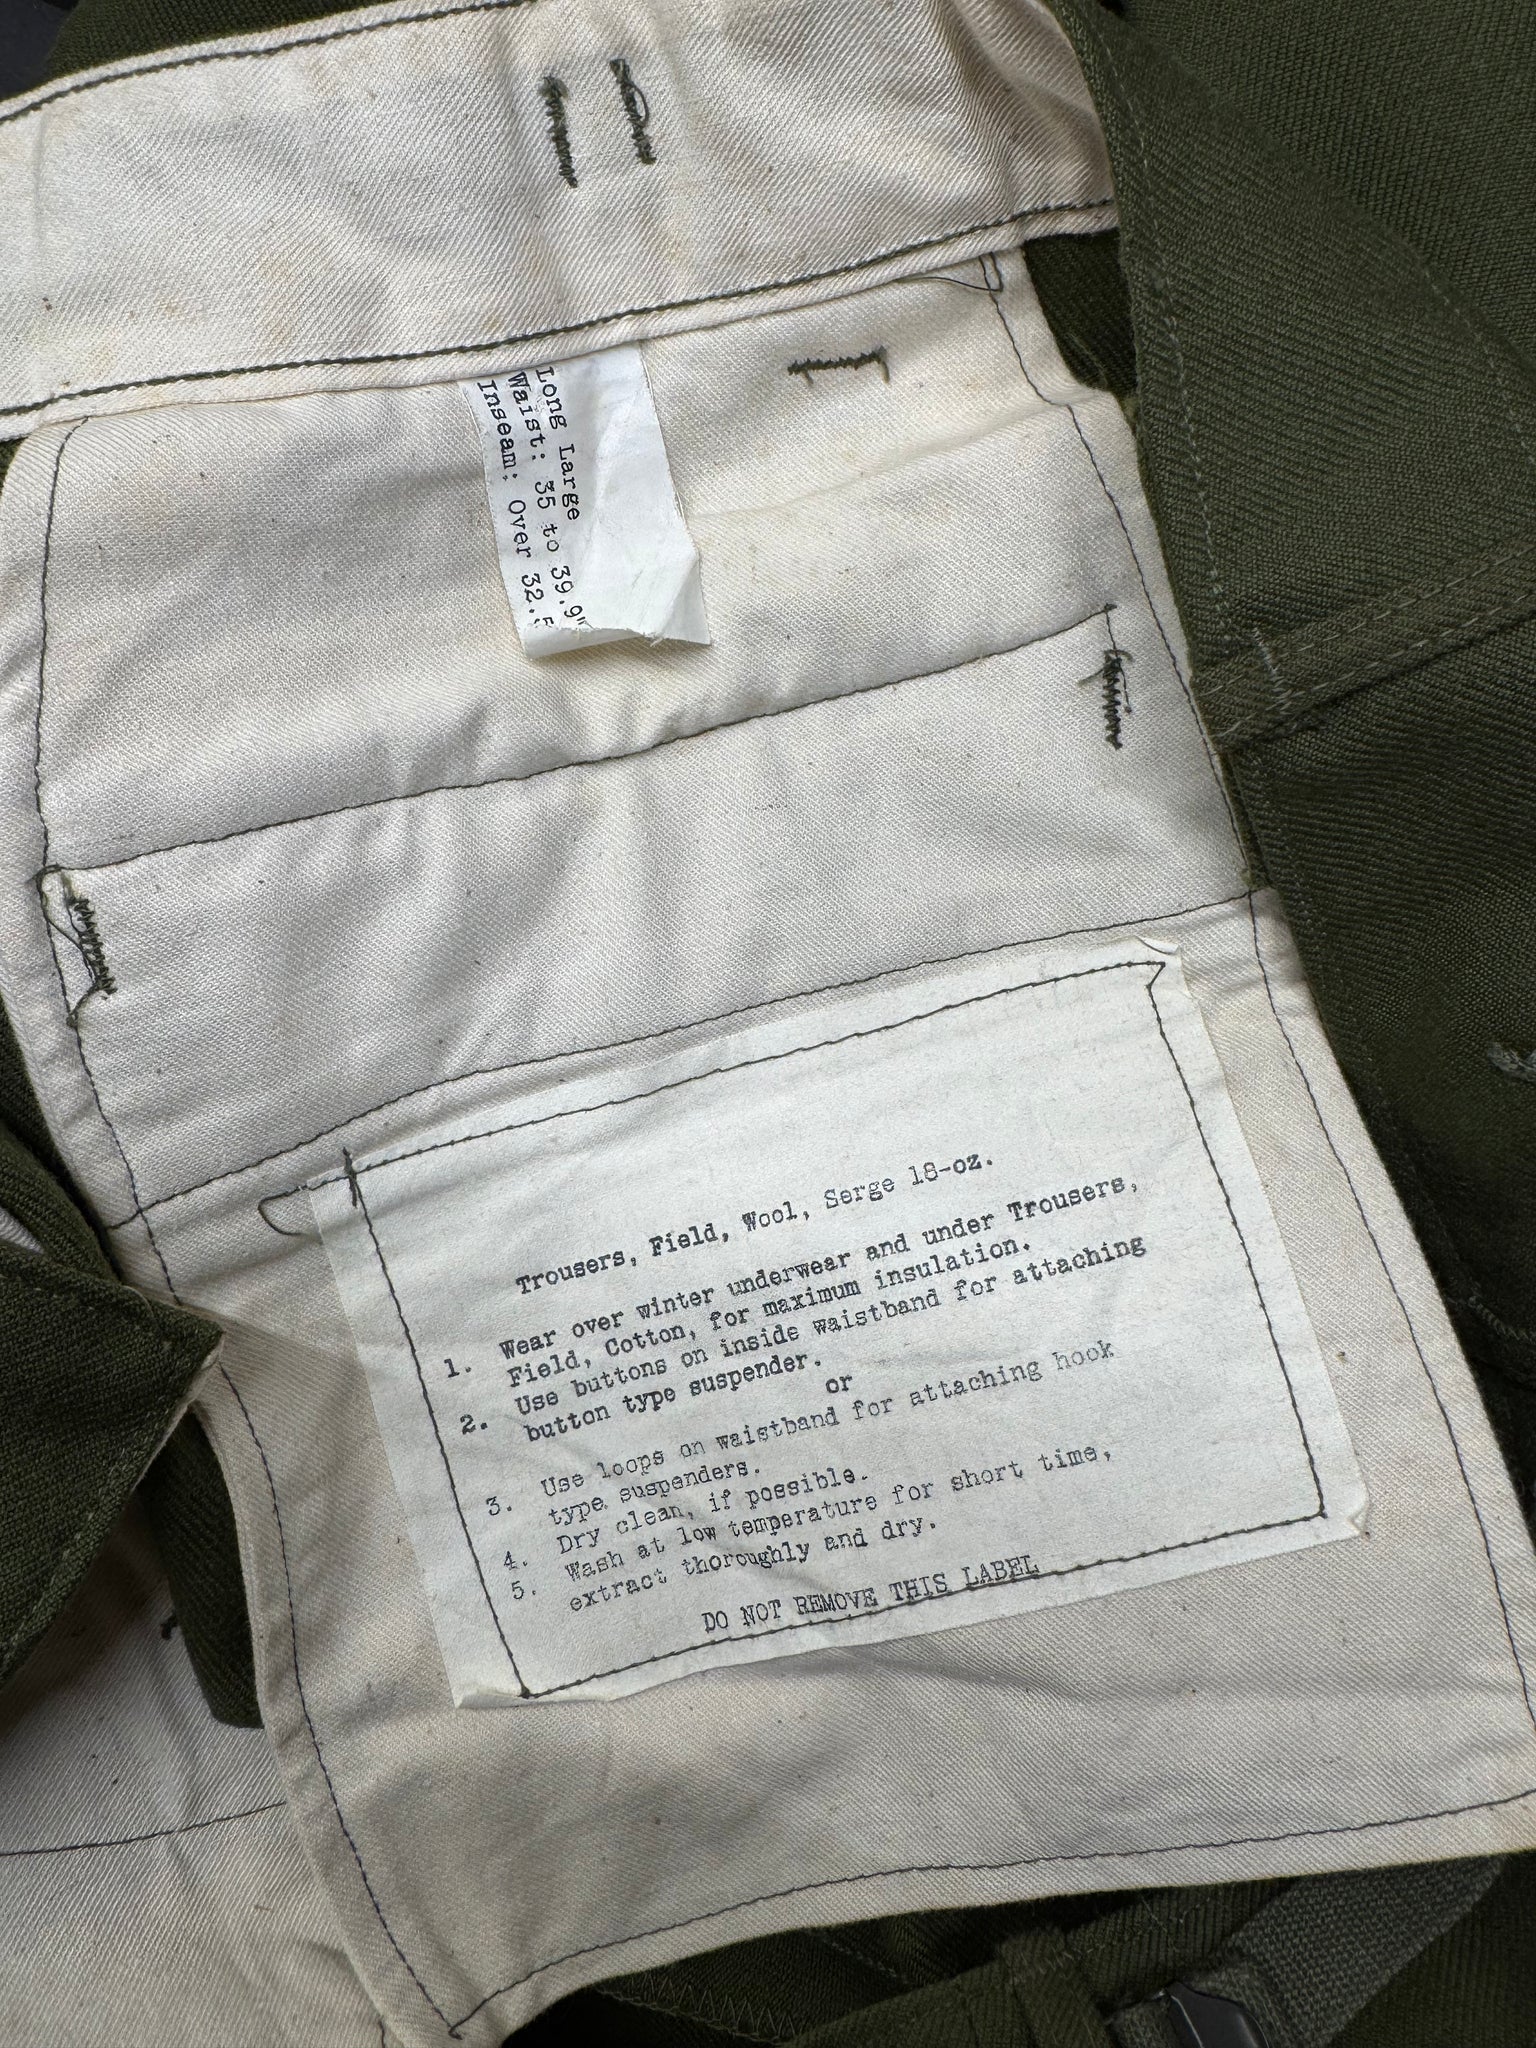 Long Large
Waist: 35 to 39.9"
Inseam: Over 32.5
Trousers, Field, Wool, Serge 18-oz.
1. Wear over winter underwear and under Trousers,
Field, Cotton, for maximum insulation.
2. Use buttons on inside waistband for attaching
button type suspender.
or
3. Use loops on waistband for attaching hook
type suspenders.
4. Dry clean, if possible.
5. Wash at low temperature for short time,
extract thoroughly and dry.
DO NOT REMOVE THIS LABEL